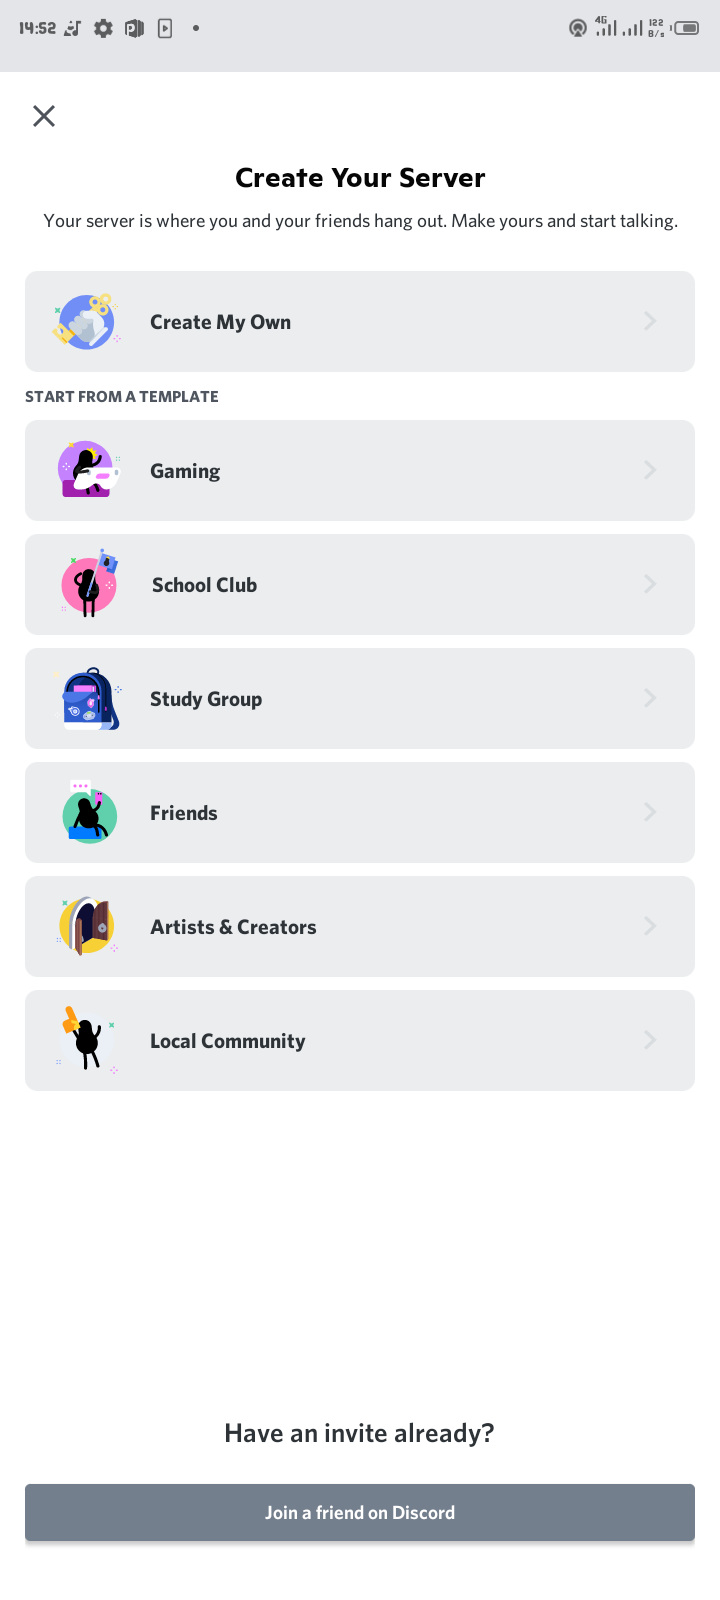 14:52
4G
122
B/s
Create Your Server
Your server is where you and your friends hang out. Make yours and start talking.
Create My Own
START FROM A TEMPLATE
Gaming
School Club
Study Group
Friends
Artists & Creators
Local Community
Have an invite already?
Join a friend on Discord